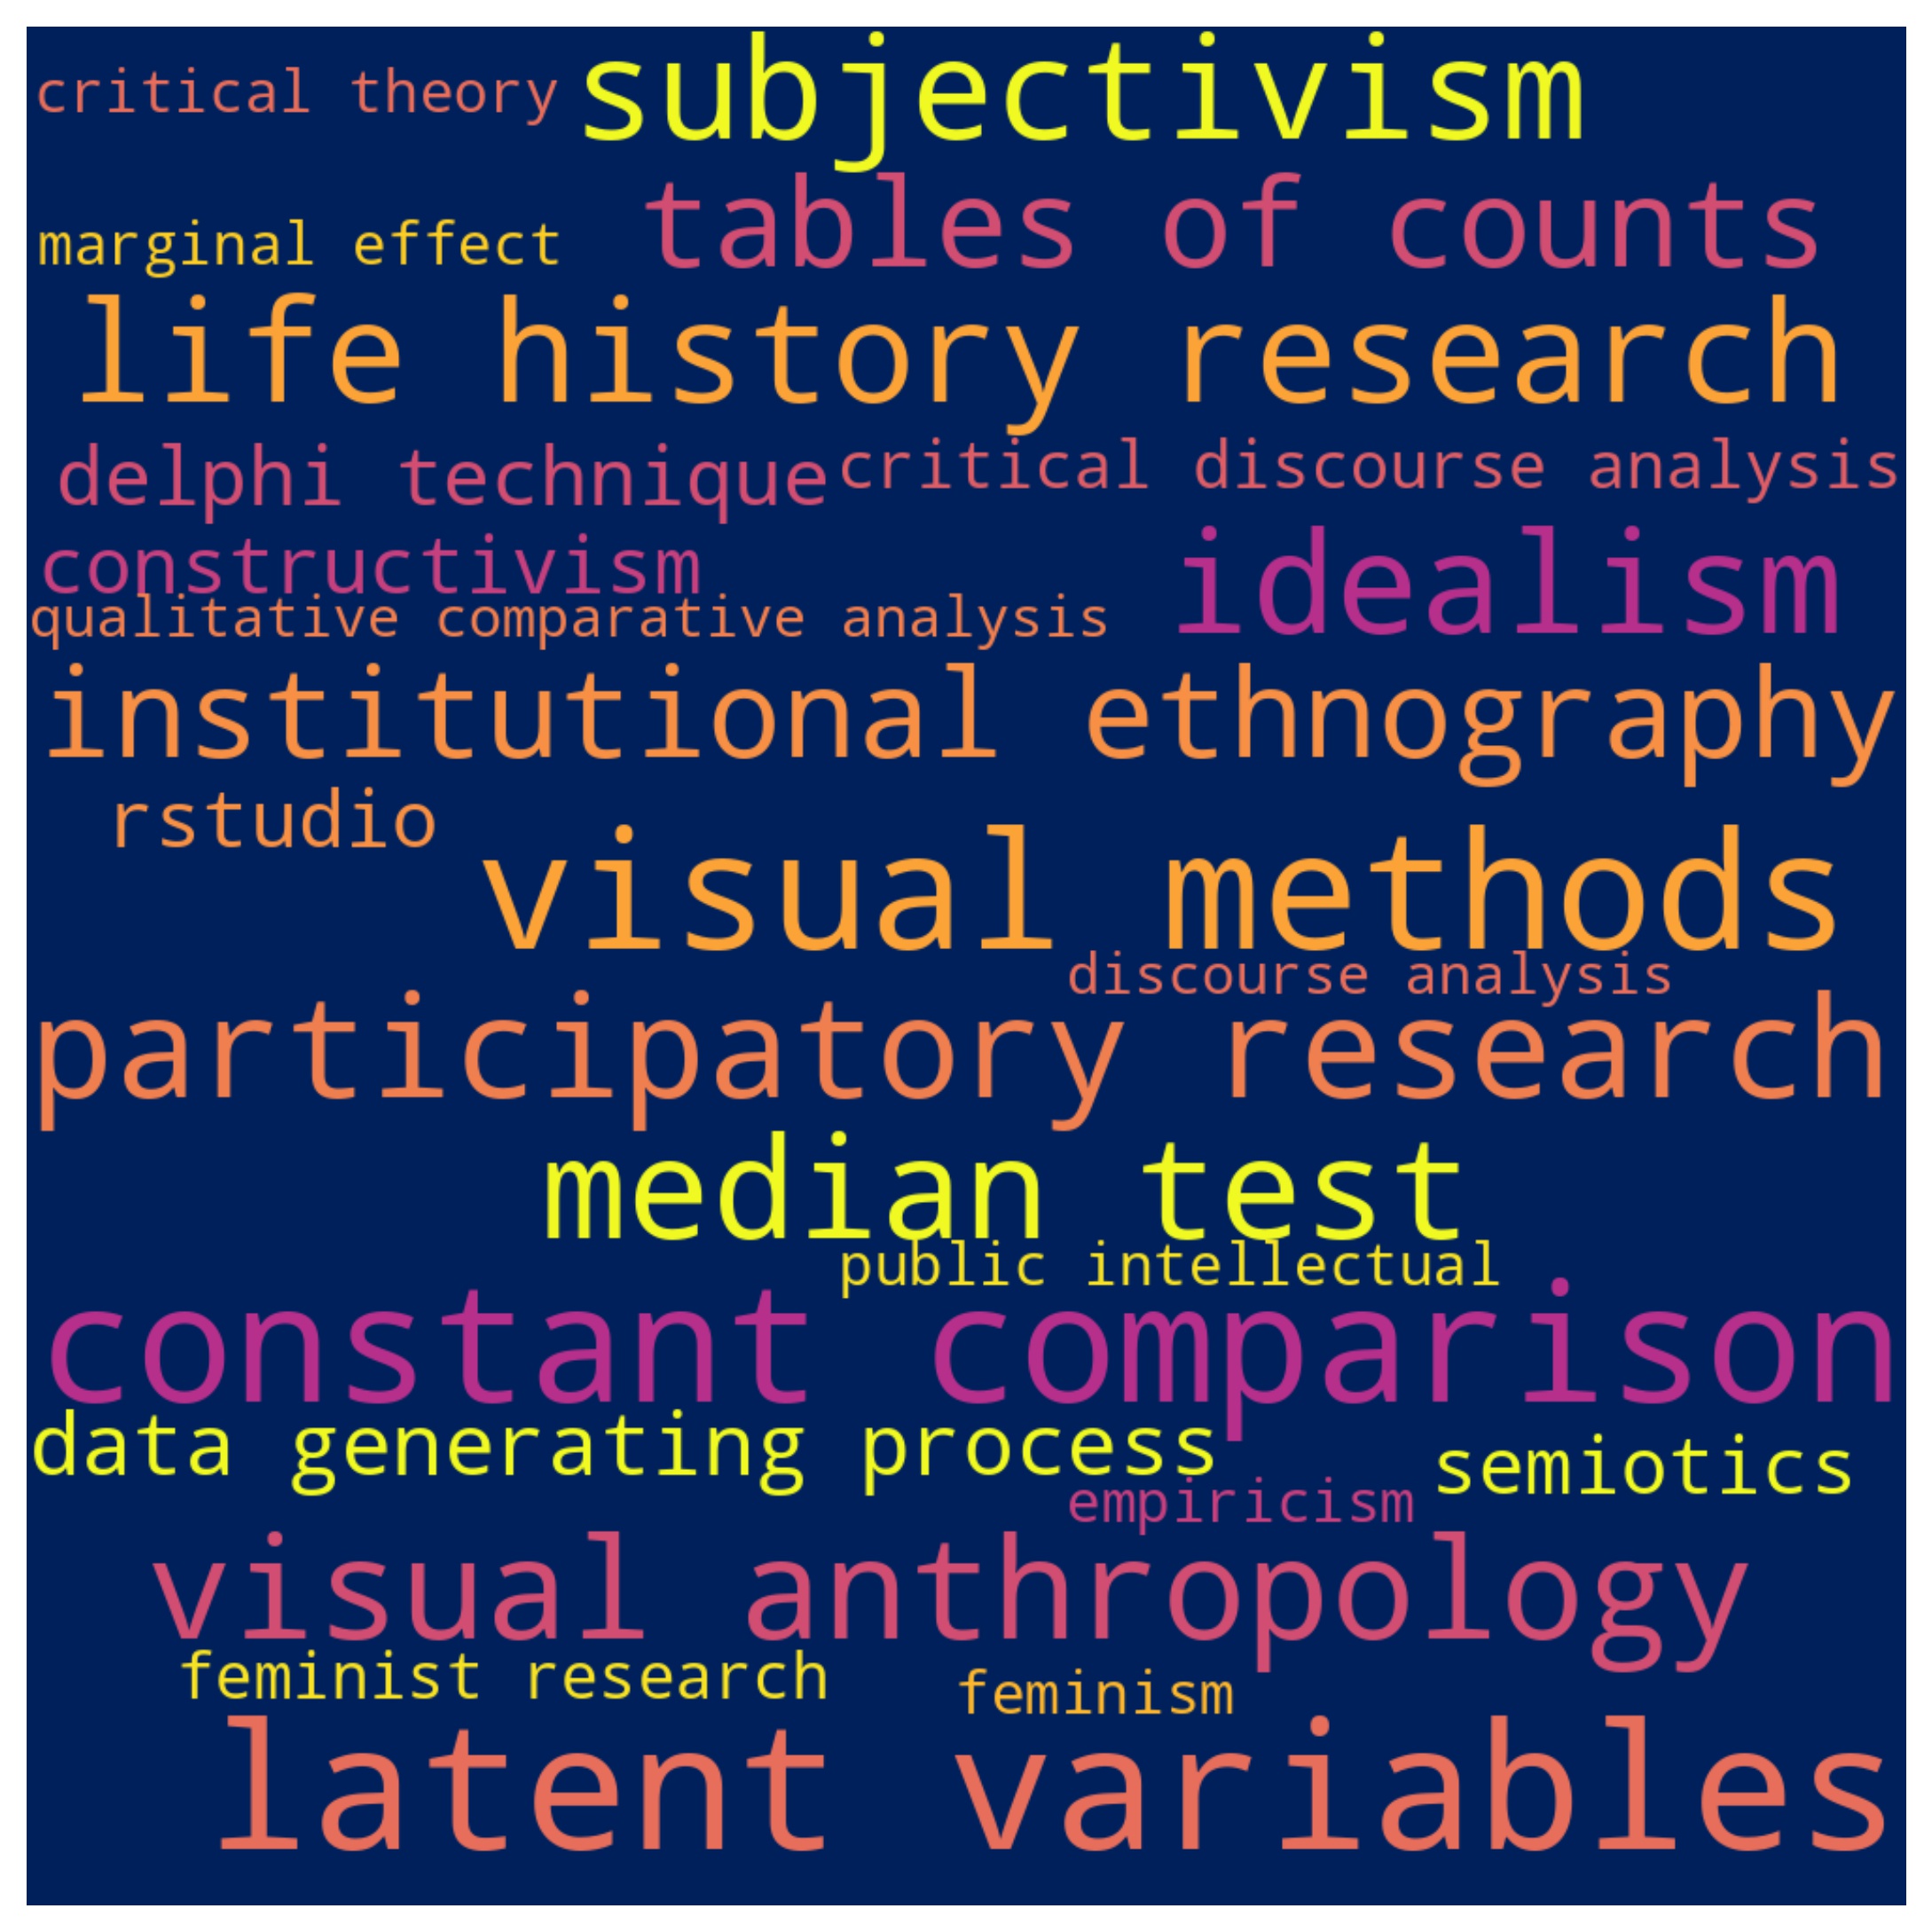 critical theory
subjectivism
marginal effect
tables of counts
life history research
delphi technique
critical discourse analysis
constructivism
idealism
qualitative comparative analysis
institutional ethnography
rstudio
visual methods
discourse analysis
participatory research
median test
public intellectual
constant comparison
data generating process
semiotics
empiricism
visual anthropology
feminist research
feminism
latent variables